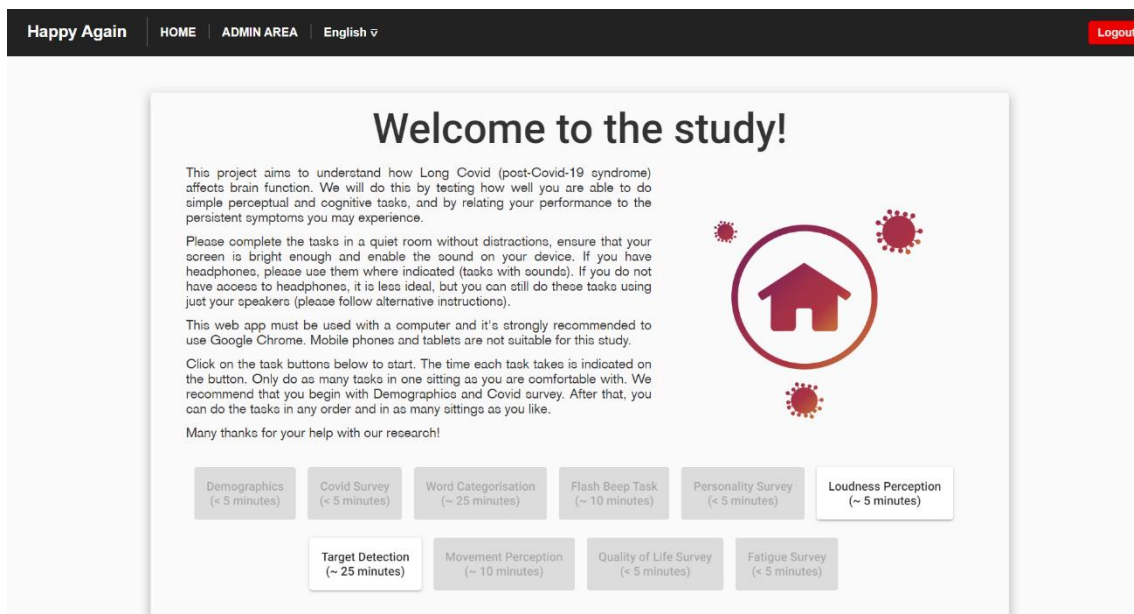 Happy Again HOME ADMIN AREA English Logout
Welcome to the study!
This project aims to understand how Long Covid (post-Covid-19 syndrome)
affects brain function. We will do this by testing how well you are able to do
simple perceptual and cognitive tasks, and by relating your performance to the
persistent symptoms you may experience.
Please complete the tasks in a quiet room without distractions, ensure that your
screen is bright enough and enable the sound on your device. If you have
headphones, please use them where indicated (tasks with sounds). If you do not
have access to headphones, it is less ideal, but you can still do these tasks using
just your speakers (please follow alternative instructions).
This web app must be used with a computer and it's strongly recommended to
use Google Chrome. Mobile phones and tablets are not suitable for this study.
Click on the task buttons below to start. The time each task takes is indicated on
the button. Only do as many tasks in one sitting as you are comfortable with. We
recommend that you begin with Demographics and Covid survey. After that, you
can do the tasks in any order and in as many sittings as you like.
Many thanks for your help with our research!
Demographics
(< 5 minutes)
Covid Survey
(< 5 minutes)
Word Categorisation
(~ 25 minutes)
Flash Beep Task
(~ 10 minutes)
Personality Survey
(< 5 minutes)
Loudness Perception
(~ 5 minutes)
Target Detection
(~ 25 minutes)
Movement Perception
(~ 10 minutes)
Quality of Life Survey
(< 5 minutes)
Fatigue Survey
(< 5 minutes)